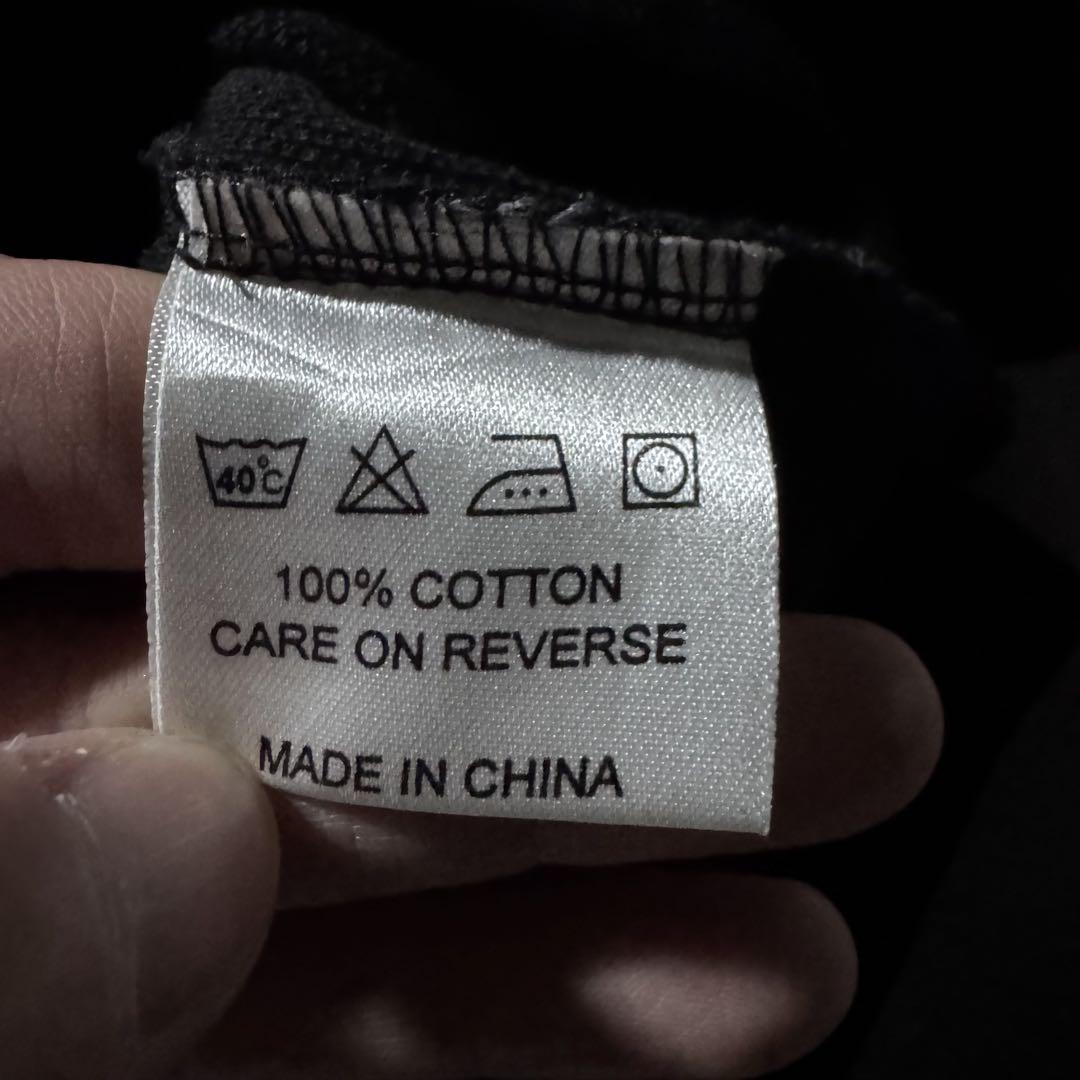 40°C
100% COTTON
CARE ON REVERSE
MADE IN CHINA